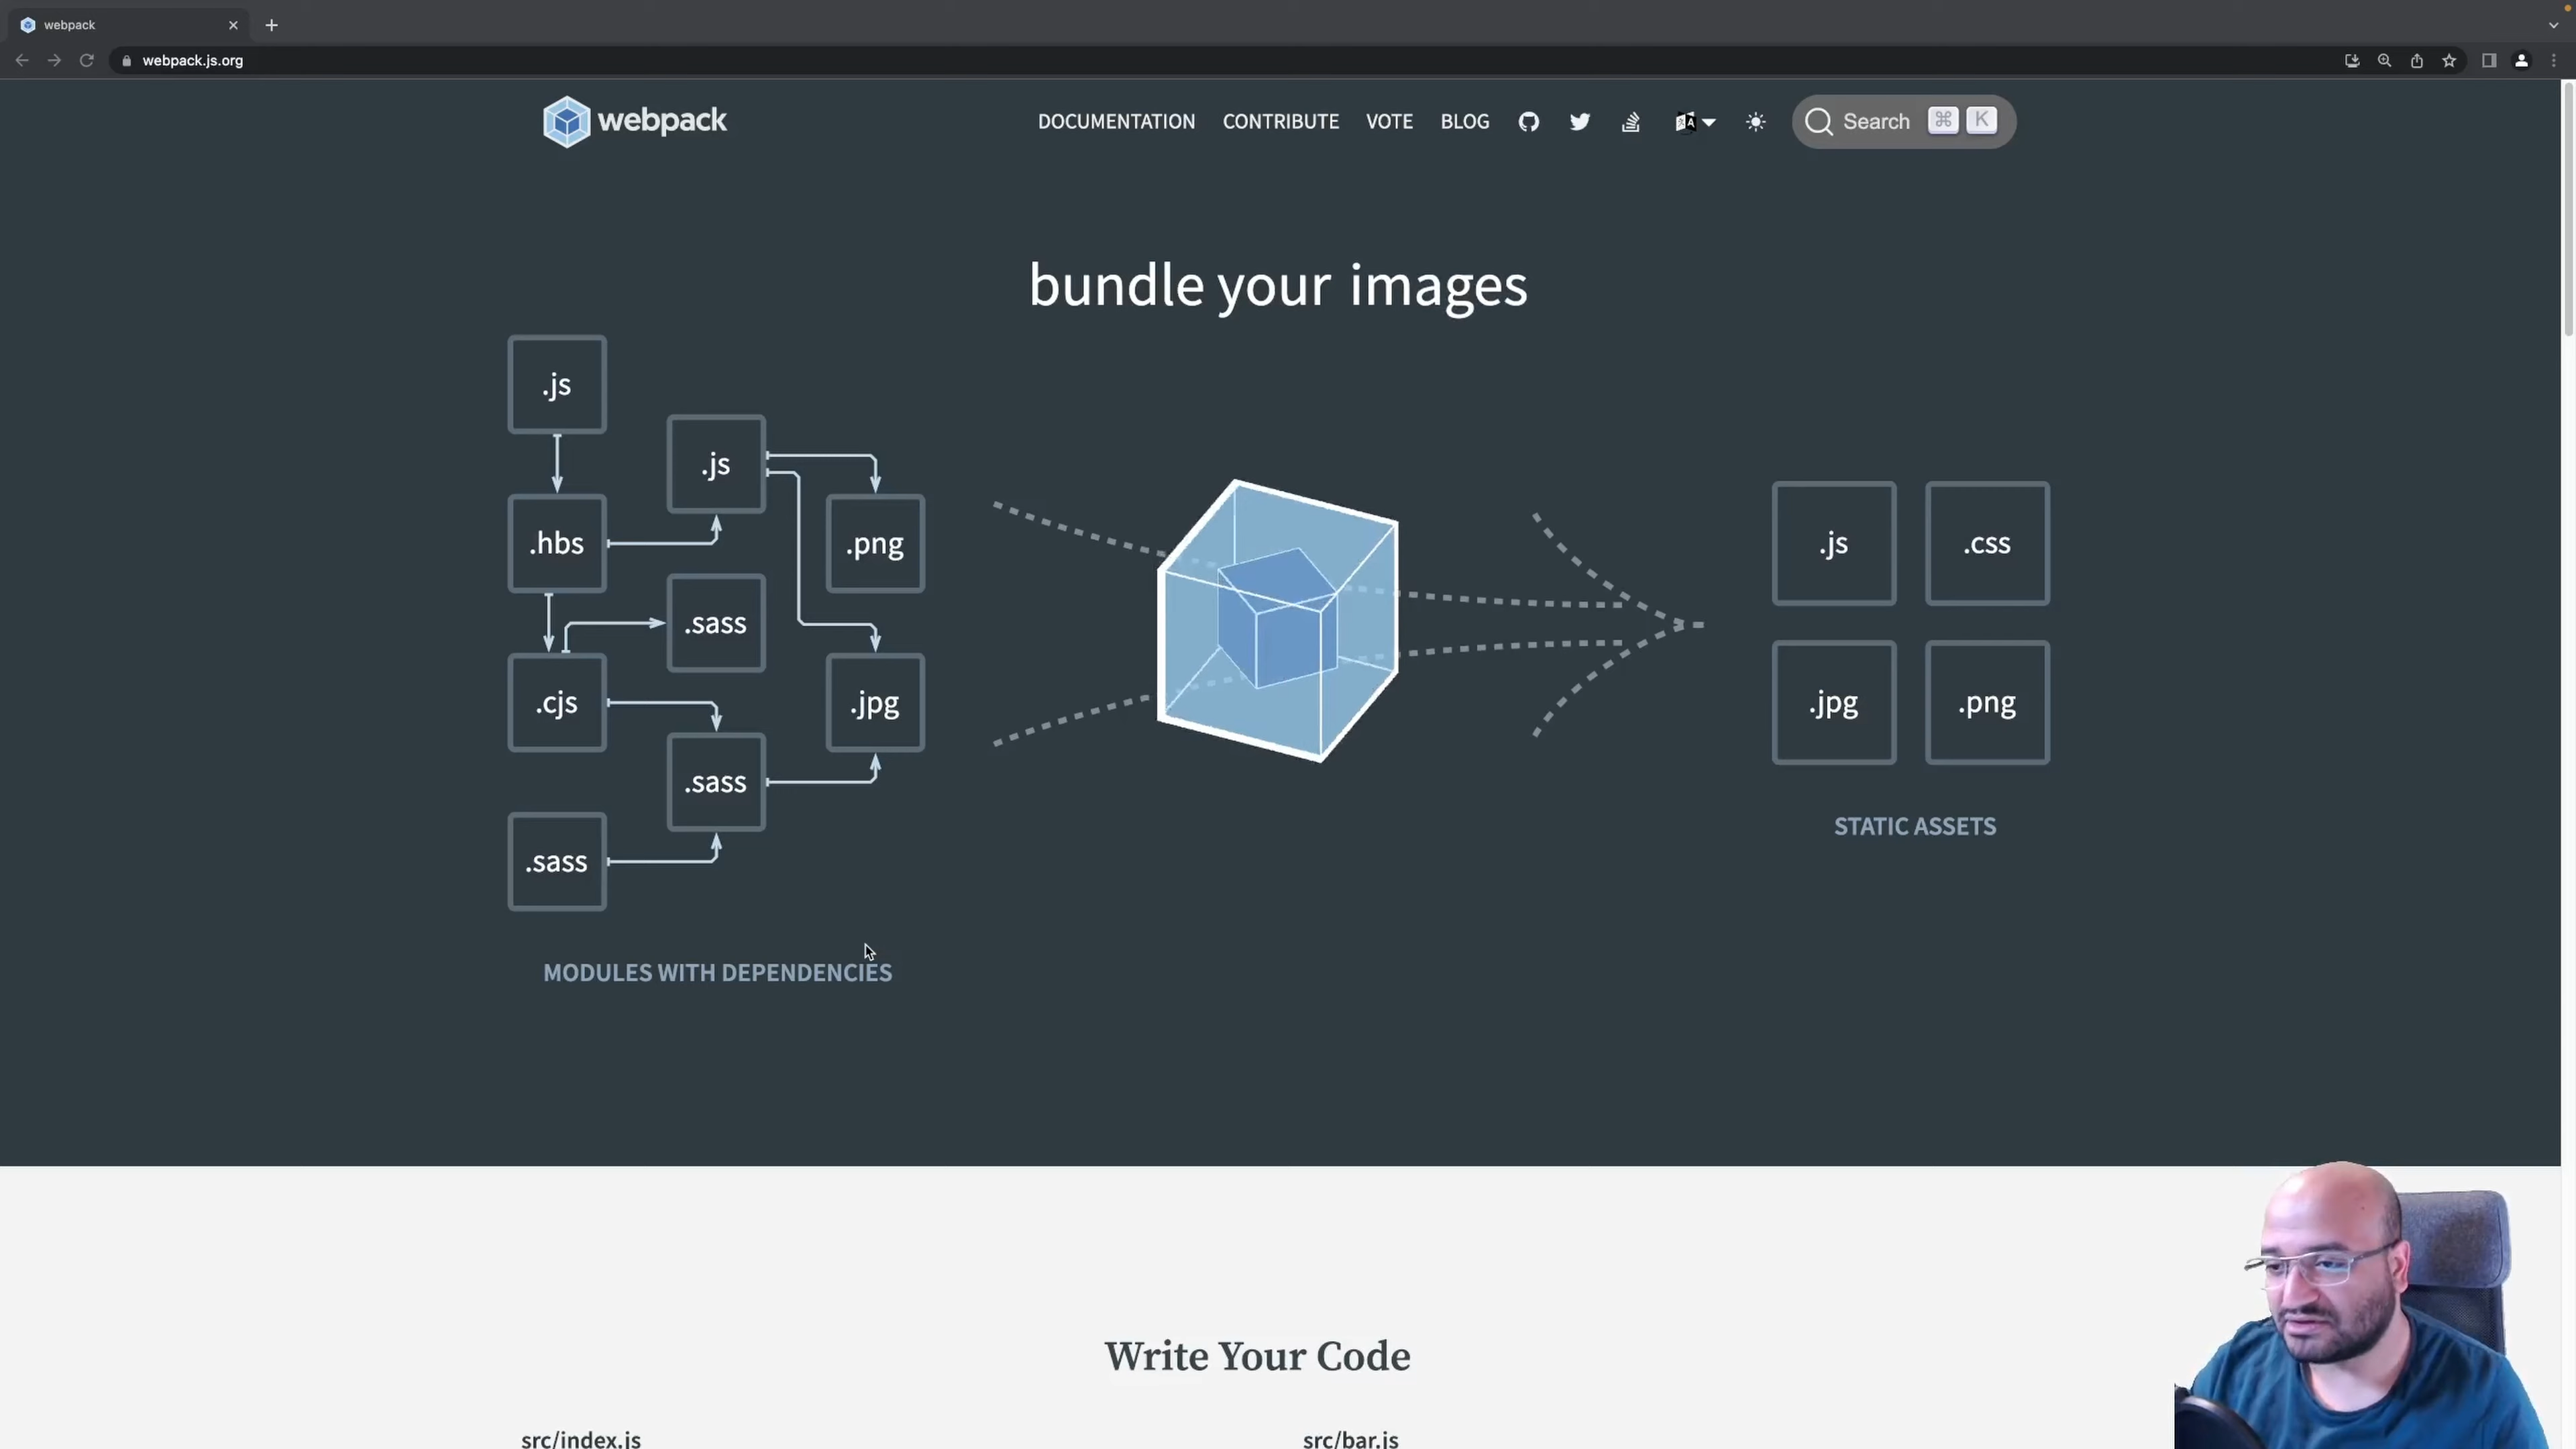 webpack
webpack.js.org
webpack
DOCUMENTATION
CONTRIBUTE
VOTE
BLOG
Search
⌘
K
bundle your images
.js
.js
.hbs
.png
.sass
.cjs
.jpg
.sass
.sass
MODULES WITH DEPENDENCIES
.js
.css
.jpg
.png
STATIC ASSETS
Write Your Code
src/index.js
src/bar.js